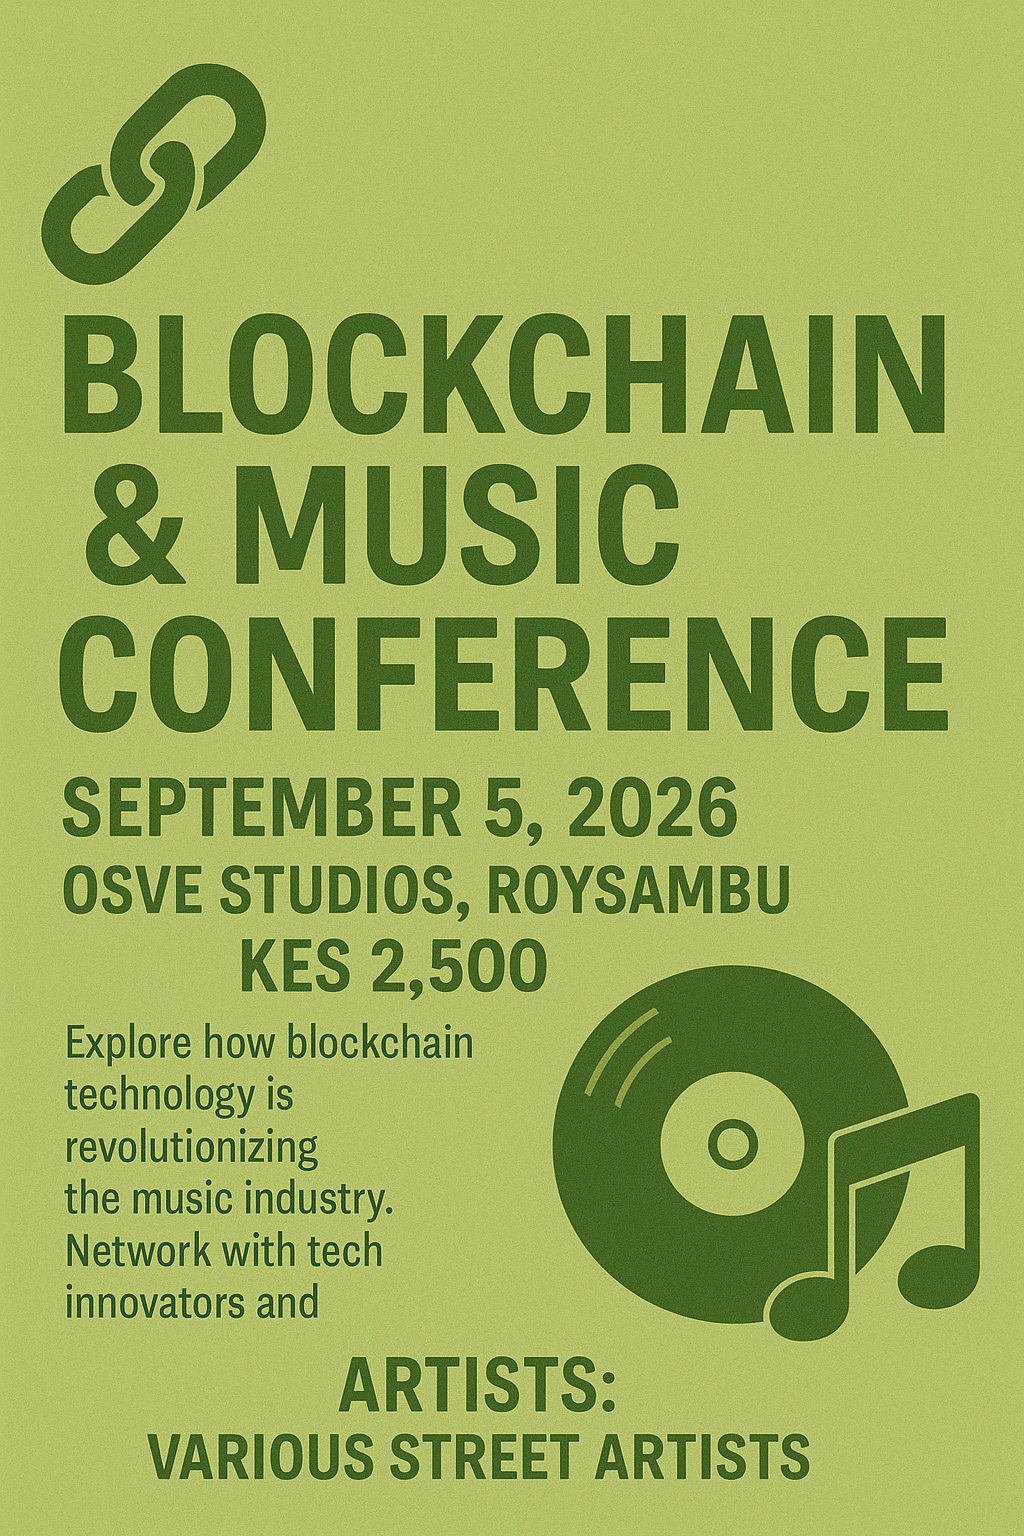 BLOCKCHAIN
& MUSIC
CONFERENCE
SEPTEMBER 5, 2026
OSVE STUDIOS, ROYSAMBU
KES 2,500
Explore how blockchain
technology is
revolutionizing
the music industry.
Network with tech
innovators and
ARTISTS:
VARIOUS STREET ARTISTS